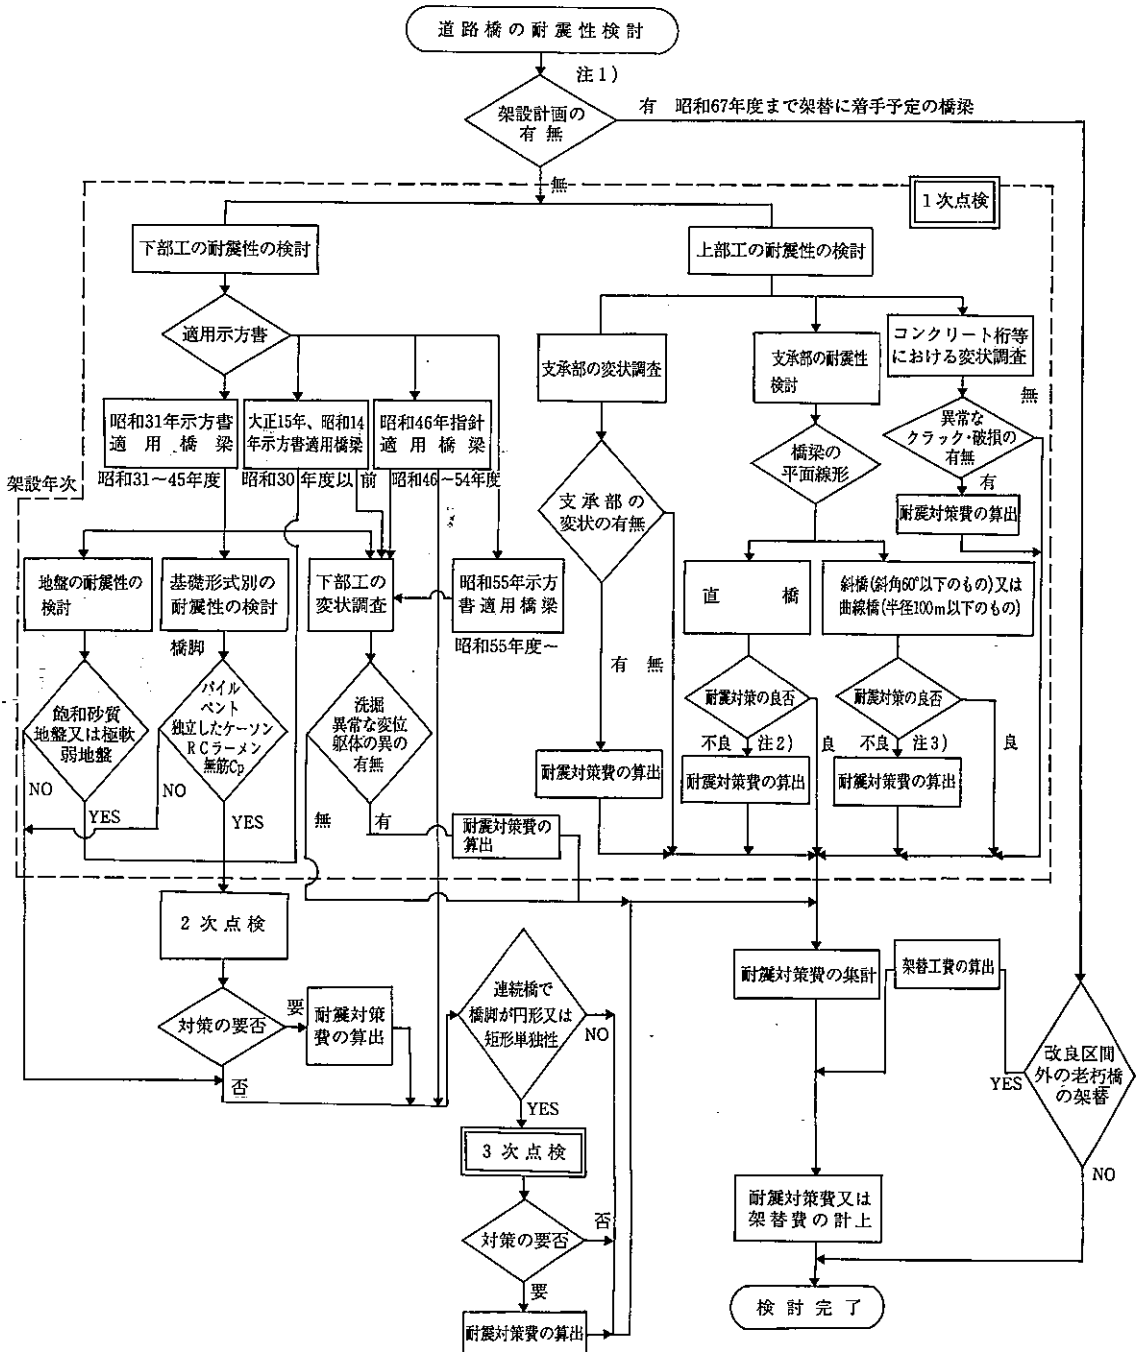 道路橋の耐震性検討
注1)
架設計画の
有無
有 昭和67年度まで架替に着手予定の橋梁
無
1次点検
下部工の耐震性の検討
上部工の耐震性の検討
適用示方書
支承部の変状調査
支承部の耐震性
検討
コンクリート桁等
における変状調査
昭和31年示方書
適用橋梁
大正15年、昭和14
年示方書適用橋梁
昭和46年指針
適用橋梁
架設年次
昭和31~45年度
昭和30年度以前
昭和46~54年度
橋梁の
平面線形
異常な
クラック・破損の
有無
無
有
耐震対策費の算出
支承部の
変状の有無
地盤の耐震性の
検討
基礎形式別の
耐震性の検討
下部工の
変状調査
昭和55年示方
書適用橋梁
昭和55年度~
直橋
斜橋(斜角60°以下のもの)又は
曲線橋(半径100m以下のもの)
橋脚
飽和砂質
地盤又は極軟
弱地盤
パイル
ベント
独立したケーソン
RCラーメン
無筋Cp
洗掘
異常な変位
躯体の異の
有無
有
無
耐震対策の良否
耐震対策の良否
不良
注2)
良
不良
注3)
良
耐震対策費の算出
耐震対策費の算出
耐震対策費の算出
NO
YES
NO
YES
無
有
耐震対策費の
算出
2次点検
対策の要否
要
耐震対策
費の算出
否
連続橋で
橋脚が円形又は
矩形単独性
NO
YES
耐震対策費の集計
架替工費の算出
改良区間
外の老朽橋
の架替
YES
NO
3次点検
対策の要否
否
要
耐震対策費の算出
耐震対策費又は
架替費の計上
検討完了